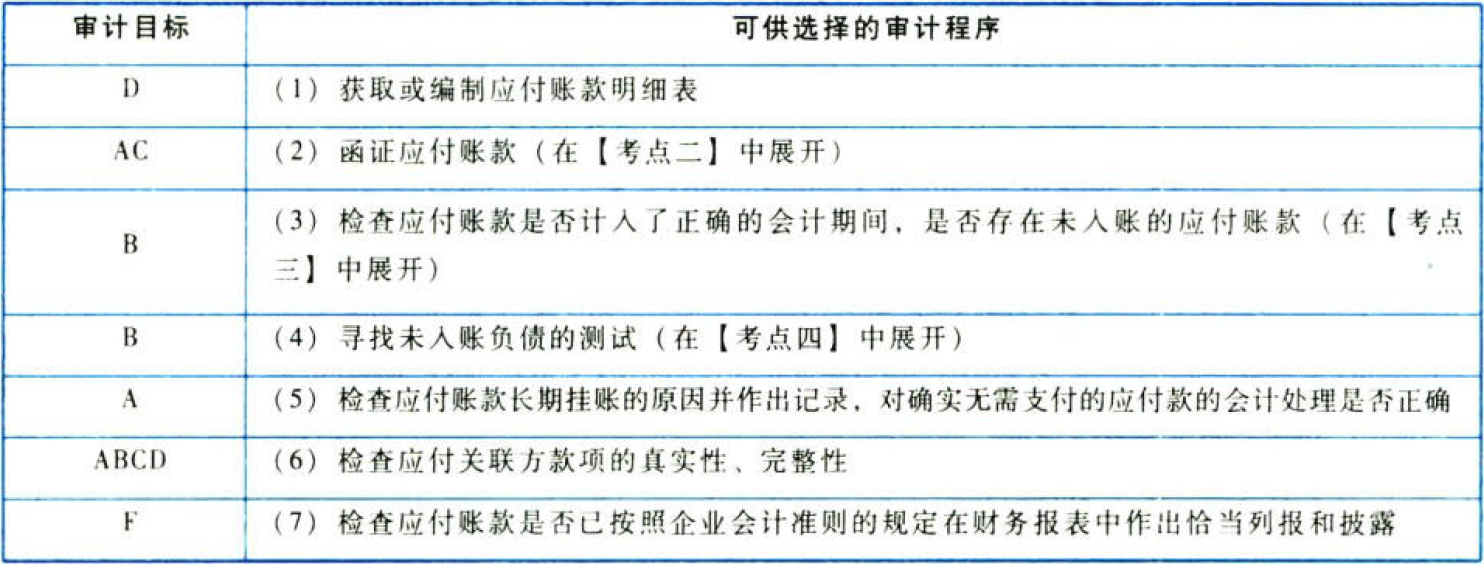 审计目标 可供选择的审计程序
D (1) 获取或编制应付账款明细表
AC (2) 函证应付账款（在【考点二】中展开）
B (3) 检查应付账款是否计入了正确的会计期间，是否存在未入账的应付账款（在【考点
三】中展开）
B (4) 寻找未入账负债的测试（在【考点四】中展开）
A (5) 检查应付账款长期挂账的原因并作出记录，对确实无需支付的应付款的会计处理是否正确
ABCD (6) 检查应付关联方款项的真实性、完整性
F (7) 检查应付账款是否已按照企业会计准则的规定在财务报表中作出恰当列报和披露